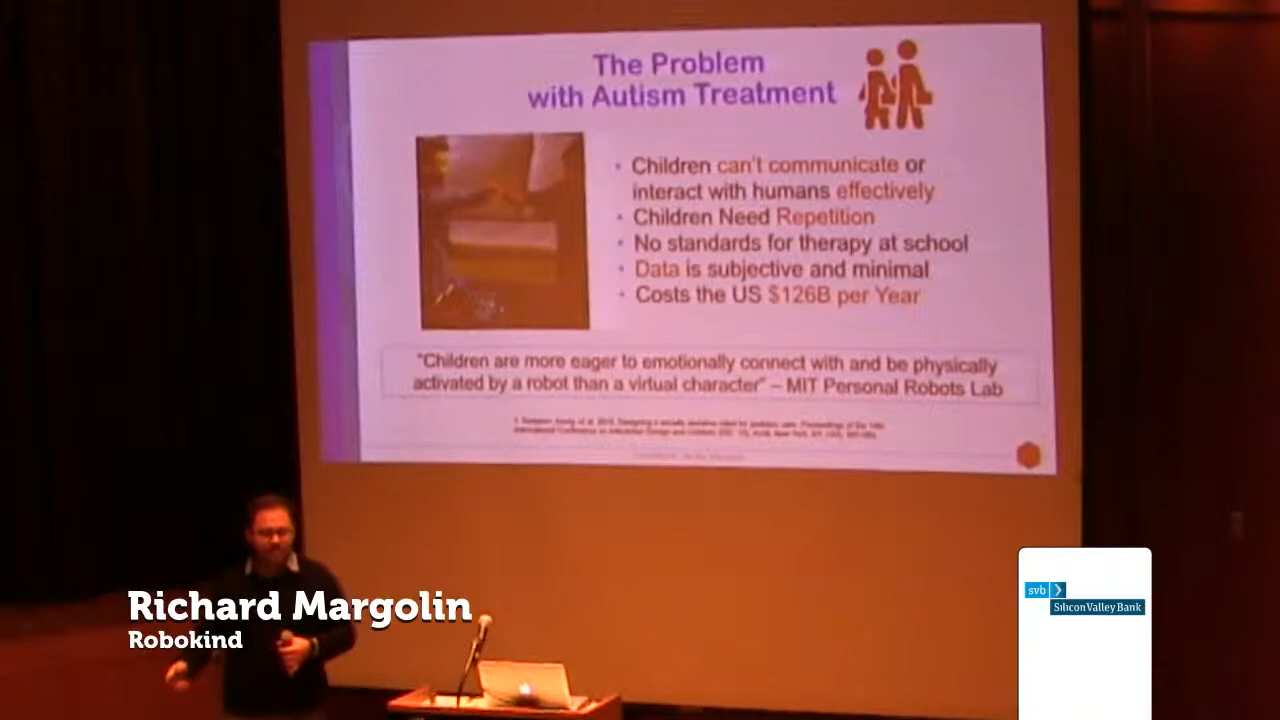 The Problem
with Autism Treatment
• Children can't communicate or
interact with humans effectively
• Children Need Repetition
• No standards for therapy at school
• Data is subjective and minimal
• Costs the US $126B per Year
"Children are more eager to emotionally connect with and be physically
activated by a robot than a virtual character" – MIT Personal Robots Lab
Richard Margolin
Robokind
svb
Silicon Valley Bank